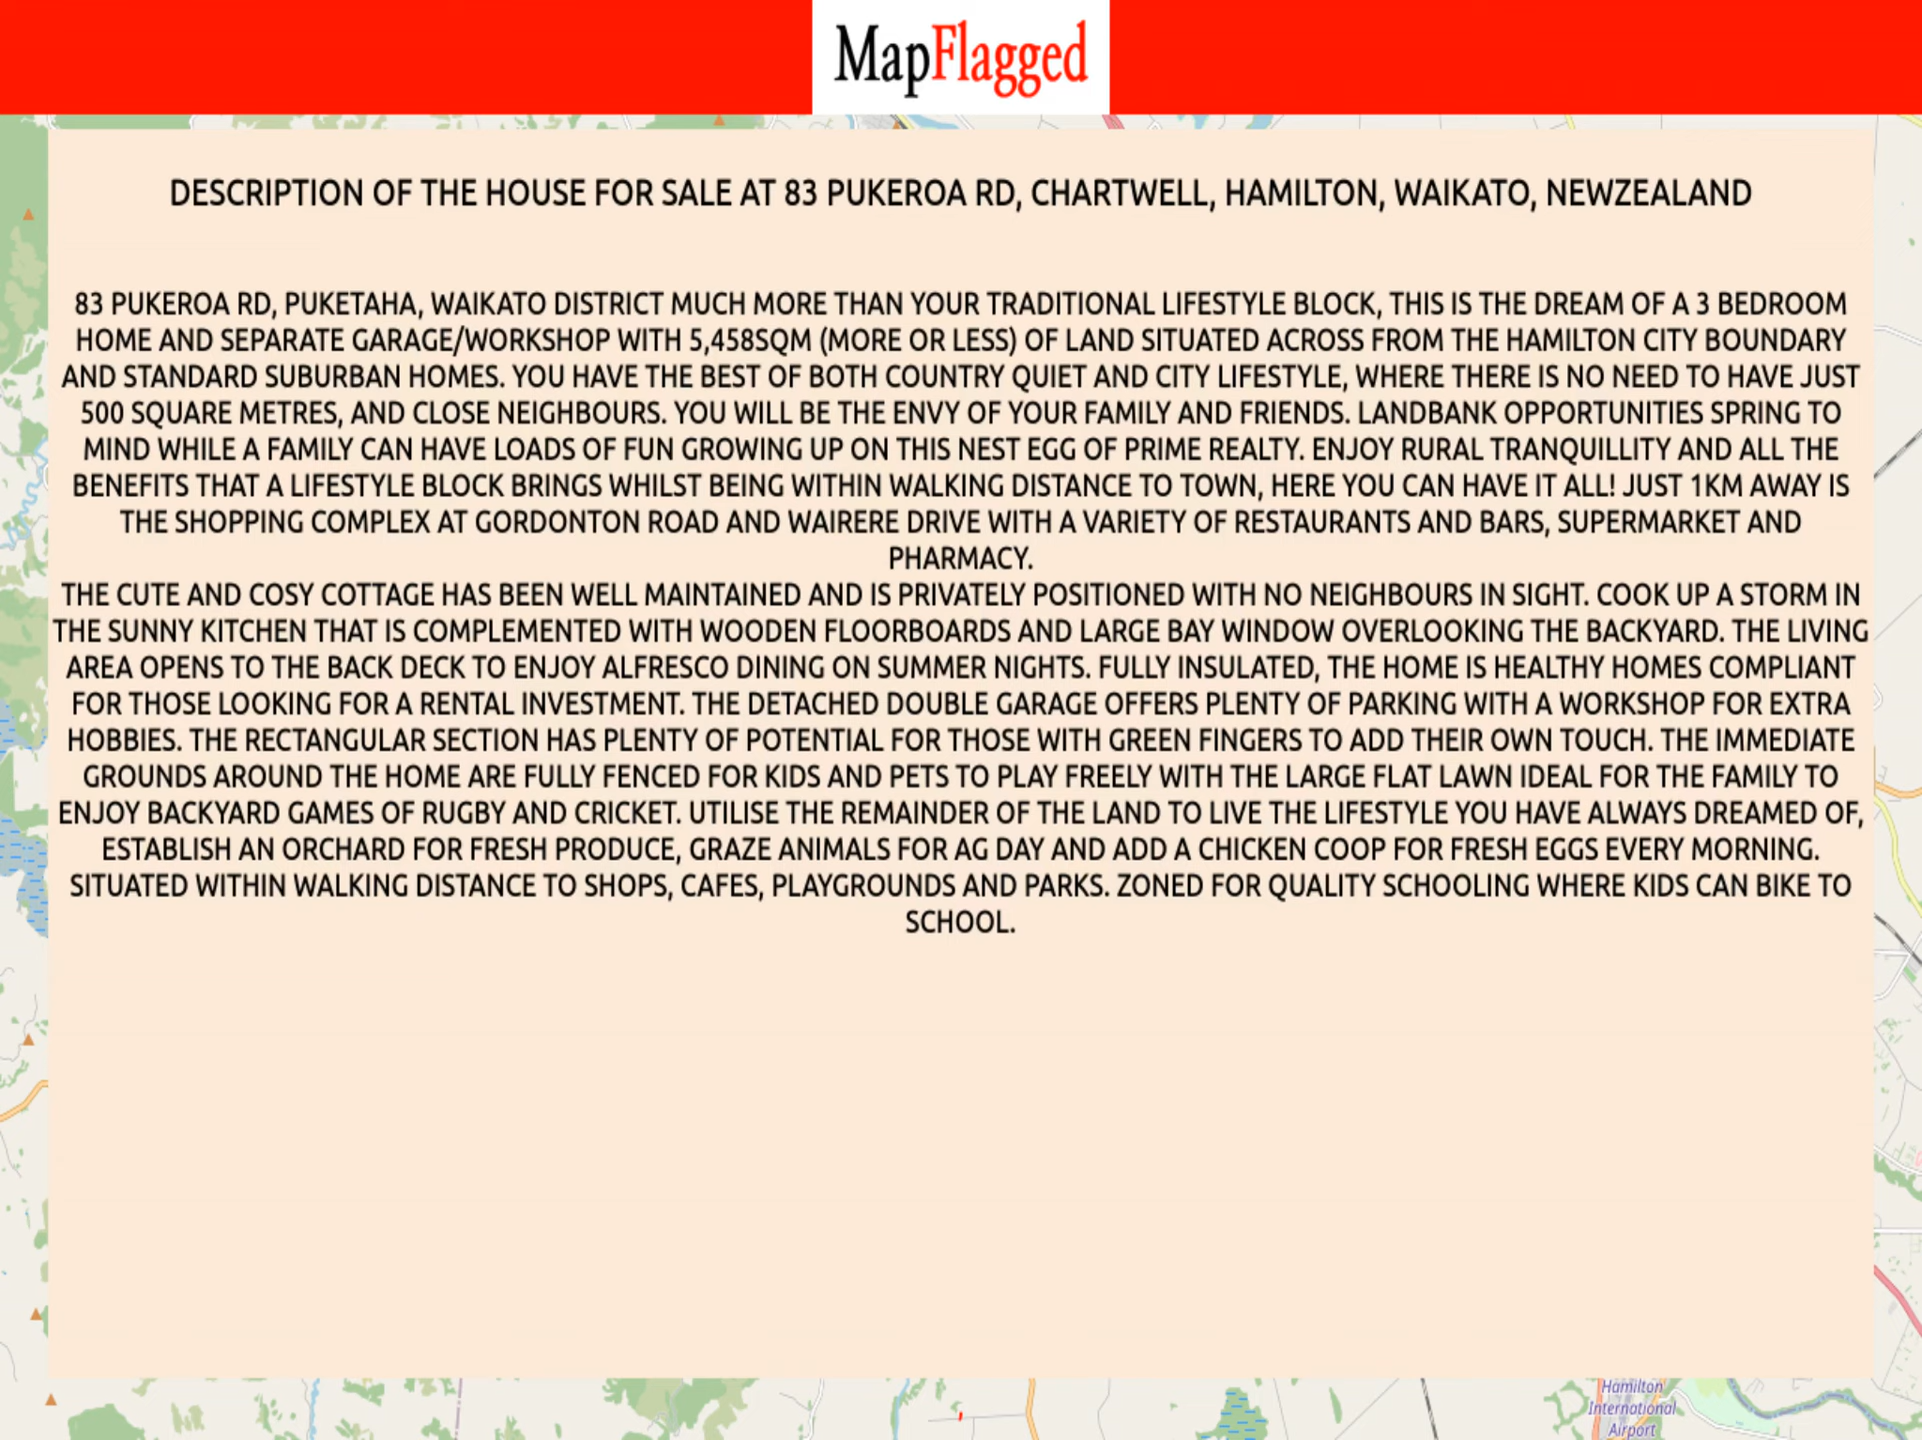 MapFlagged
DESCRIPTION OF THE HOUSE FOR SALE AT 83 PUKEROA RD, CHARTWELL, HAMILTON, WAIKATO, NEWZEALAND
83 PUKEROA RD, PUKETAHA, WAIKATO DISTRICT MUCH MORE THAN YOUR TRADITIONAL LIFESTYLE BLOCK, THIS IS THE DREAM OF A 3 BEDROOM
HOME AND SEPARATE GARAGE/WORKSHOP WITH 5,458SQM (MORE OR LESS) OF LAND SITUATED ACROSS FROM THE HAMILTON CITY BOUNDARY
AND STANDARD SUBURBAN HOMES. YOU HAVE THE BEST OF BOTH COUNTRY QUIET AND CITY LIFESTYLE, WHERE THERE IS NO NEED TO HAVE JUST
500 SQUARE METRES, AND CLOSE NEIGHBOURS. YOU WILL BE THE ENVY OF YOUR FAMILY AND FRIENDS. LANDBANK OPPORTUNITIES SPRING TO
MIND WHILE A FAMILY CAN HAVE LOADS OF FUN GROWING UP ON THIS NEST EGG OF PRIME REALTY. ENJOY RURAL TRANQUILLITY AND ALL THE
BENEFITS THAT A LIFESTYLE BLOCK BRINGS WHILST BEING WITHIN WALKING DISTANCE TO TOWN, HERE YOU CAN HAVE IT ALL! JUST 1KM AWAY IS
THE SHOPPING COMPLEX AT GORDONTON ROAD AND WAIRERE DRIVE WITH A VARIETY OF RESTAURANTS AND BARS, SUPERMARKET AND
PHARMACY.
THE CUTE AND COSY COTTAGE HAS BEEN WELL MAINTAINED AND IS PRIVATELY POSITIONED WITH NO NEIGHBOURS IN SIGHT. COOK UP A STORM IN
THE SUNNY KITCHEN THAT IS COMPLEMENTED WITH WOODEN FLOORBOARDS AND LARGE BAY WINDOW OVERLOOKING THE BACKYARD. THE LIVING
AREA OPENS TO THE BACK DECK TO ENJOY ALFRESCO DINING ON SUMMER NIGHTS. FULLY INSULATED, THE HOME IS HEALTHY HOMES COMPLIANT
FOR THOSE LOOKING FOR A RENTAL INVESTMENT. THE DETACHED DOUBLE GARAGE OFFERS PLENTY OF PARKING WITH A WORKSHOP FOR EXTRA
HOBBIES. THE RECTANGULAR SECTION HAS PLENTY OF POTENTIAL FOR THOSE WITH GREEN FINGERS TO ADD THEIR OWN TOUCH. THE IMMEDIATE
GROUNDS AROUND THE HOME ARE FULLY FENCED FOR KIDS AND PETS TO PLAY FREELY WITH THE LARGE FLAT LAWN IDEAL FOR THE FAMILY TO
ENJOY BACKYARD GAMES OF RUGBY AND CRICKET. UTILISE THE REMAINDER OF THE LAND TO LIVE THE LIFESTYLE YOU HAVE ALWAYS DREAMED OF,
ESTABLISH AN ORCHARD FOR FRESH PRODUCE, GRAZE ANIMALS FOR AG DAY AND ADD A CHICKEN COOP FOR FRESH EGGS EVERY MORNING.
SITUATED WITHIN WALKING DISTANCE TO SHOPS, CAFES, PLAYGROUNDS AND PARKS. ZONED FOR QUALITY SCHOOLING WHERE KIDS CAN BIKE TO
SCHOOL.
Hamilton
International
Airport